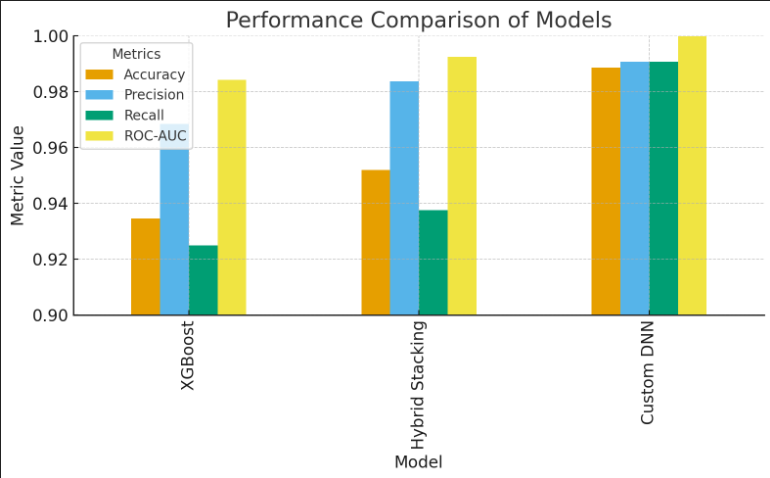 Performance Comparison of Models
Metric Value
1.00
0.98
0.96
0.94
0.92
0.90
Metrics
Accuracy
Precision
Recall
ROC-AUC
XGBoost
Hybrid Stacking
Custom DNN
Model